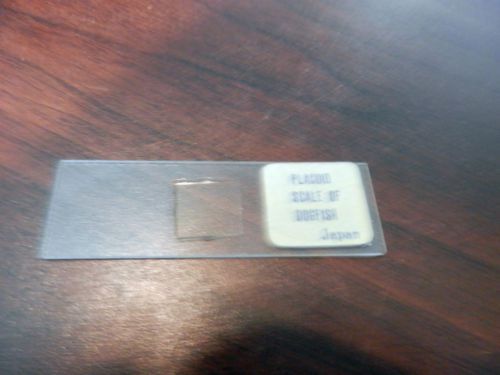 PLACOID
SCALE OF
DOGFISH
Japan